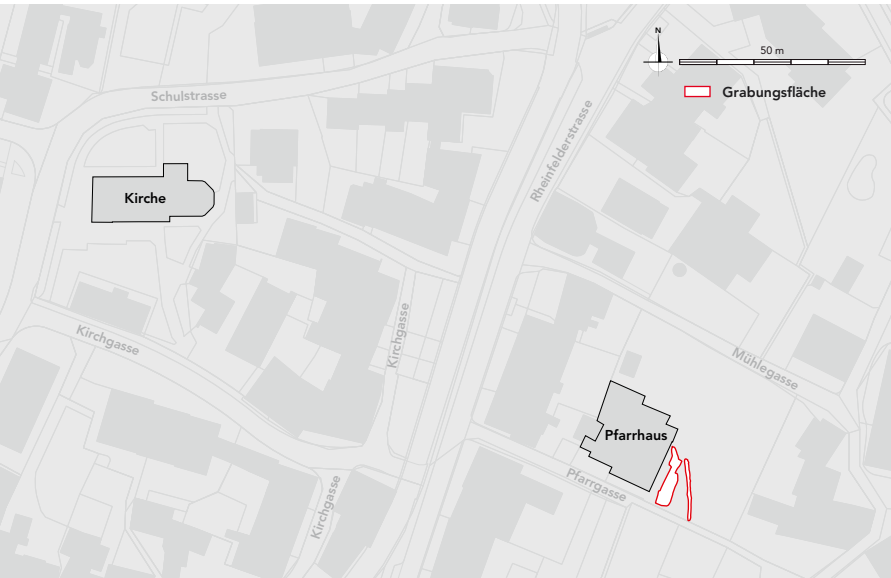 N
50 m
Grabungsfläche
Schulstrasse
Rheinfelderstrasse
Kirche
Kirchgasse
Kirchgasse
Mühlegasse
Pfarrhaus
Pfarrgasse
Kirchgasse